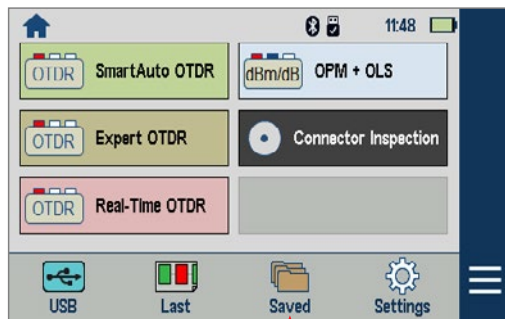 11:48
OTDR SmartAuto OTDR
dBm/dB OPM + OLS
OTDR Expert OTDR
Connector Inspection
OTDR Real-Time OTDR
USB Last Saved Settings